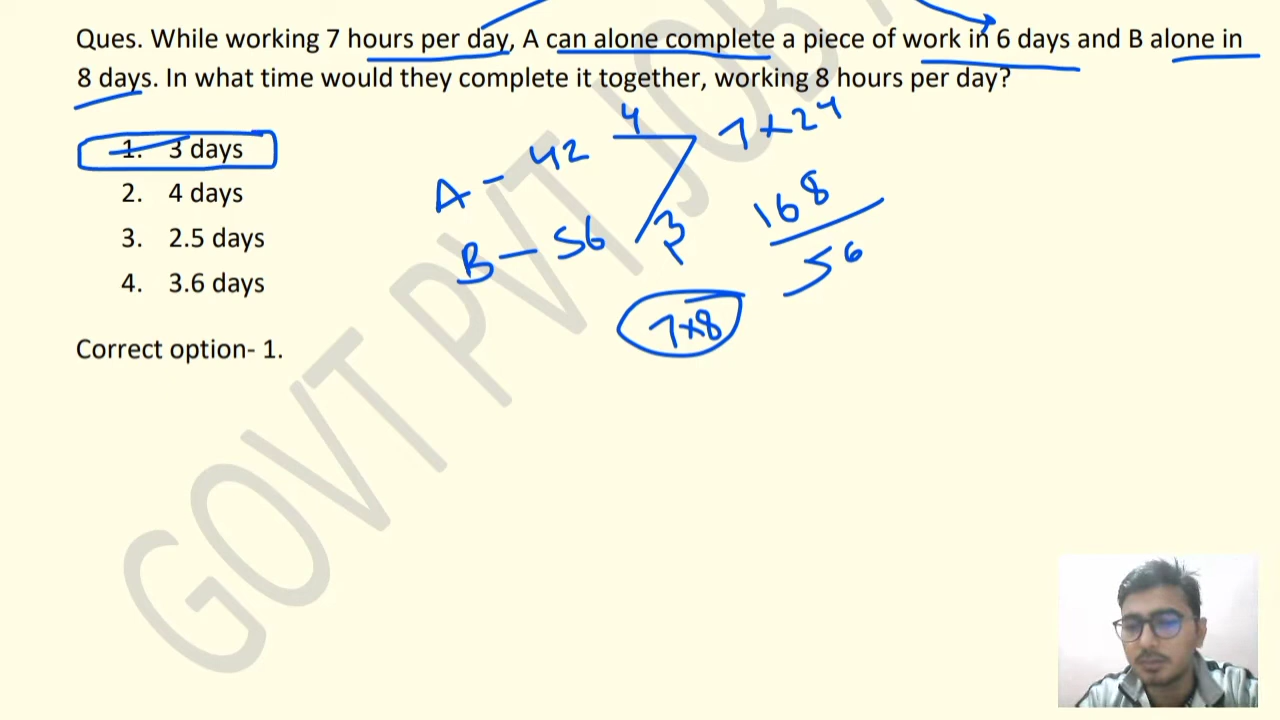 Ques. While working 7 hours per day, A can alone complete a piece of work in 6 days and B alone in
8 days. In what time would they complete it together, working 8 hours per day?
1. 3 days
2. 4 days
3. 2.5 days
4. 3.6 days
Correct option- 1.
A - 42
4
7 x 24
B - 56
3
168
56
7x8
GOVT PVT JOB